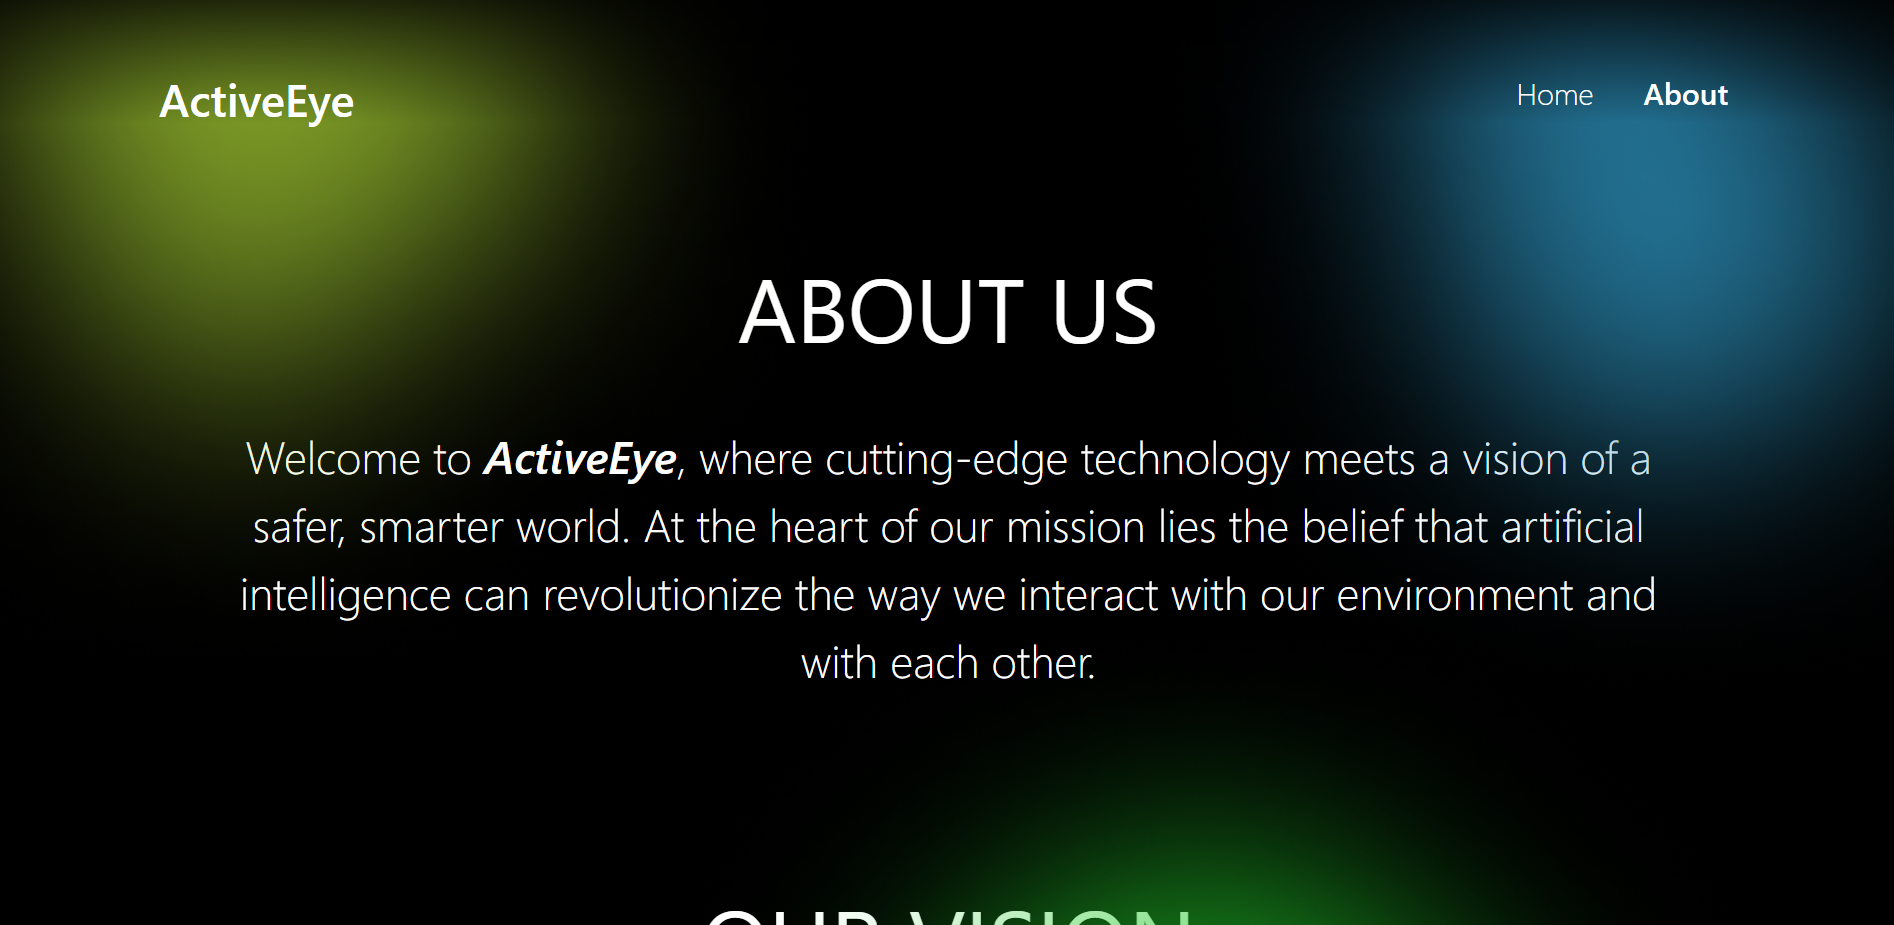 ActiveEye
Home About
ABOUT US
Welcome to ActiveEye, where cutting-edge technology meets a vision of a
safer, smarter world. At the heart of our mission lies the belief that artificial
intelligence can revolutionize the way we interact with our environment and
with each other.
OUR VISION